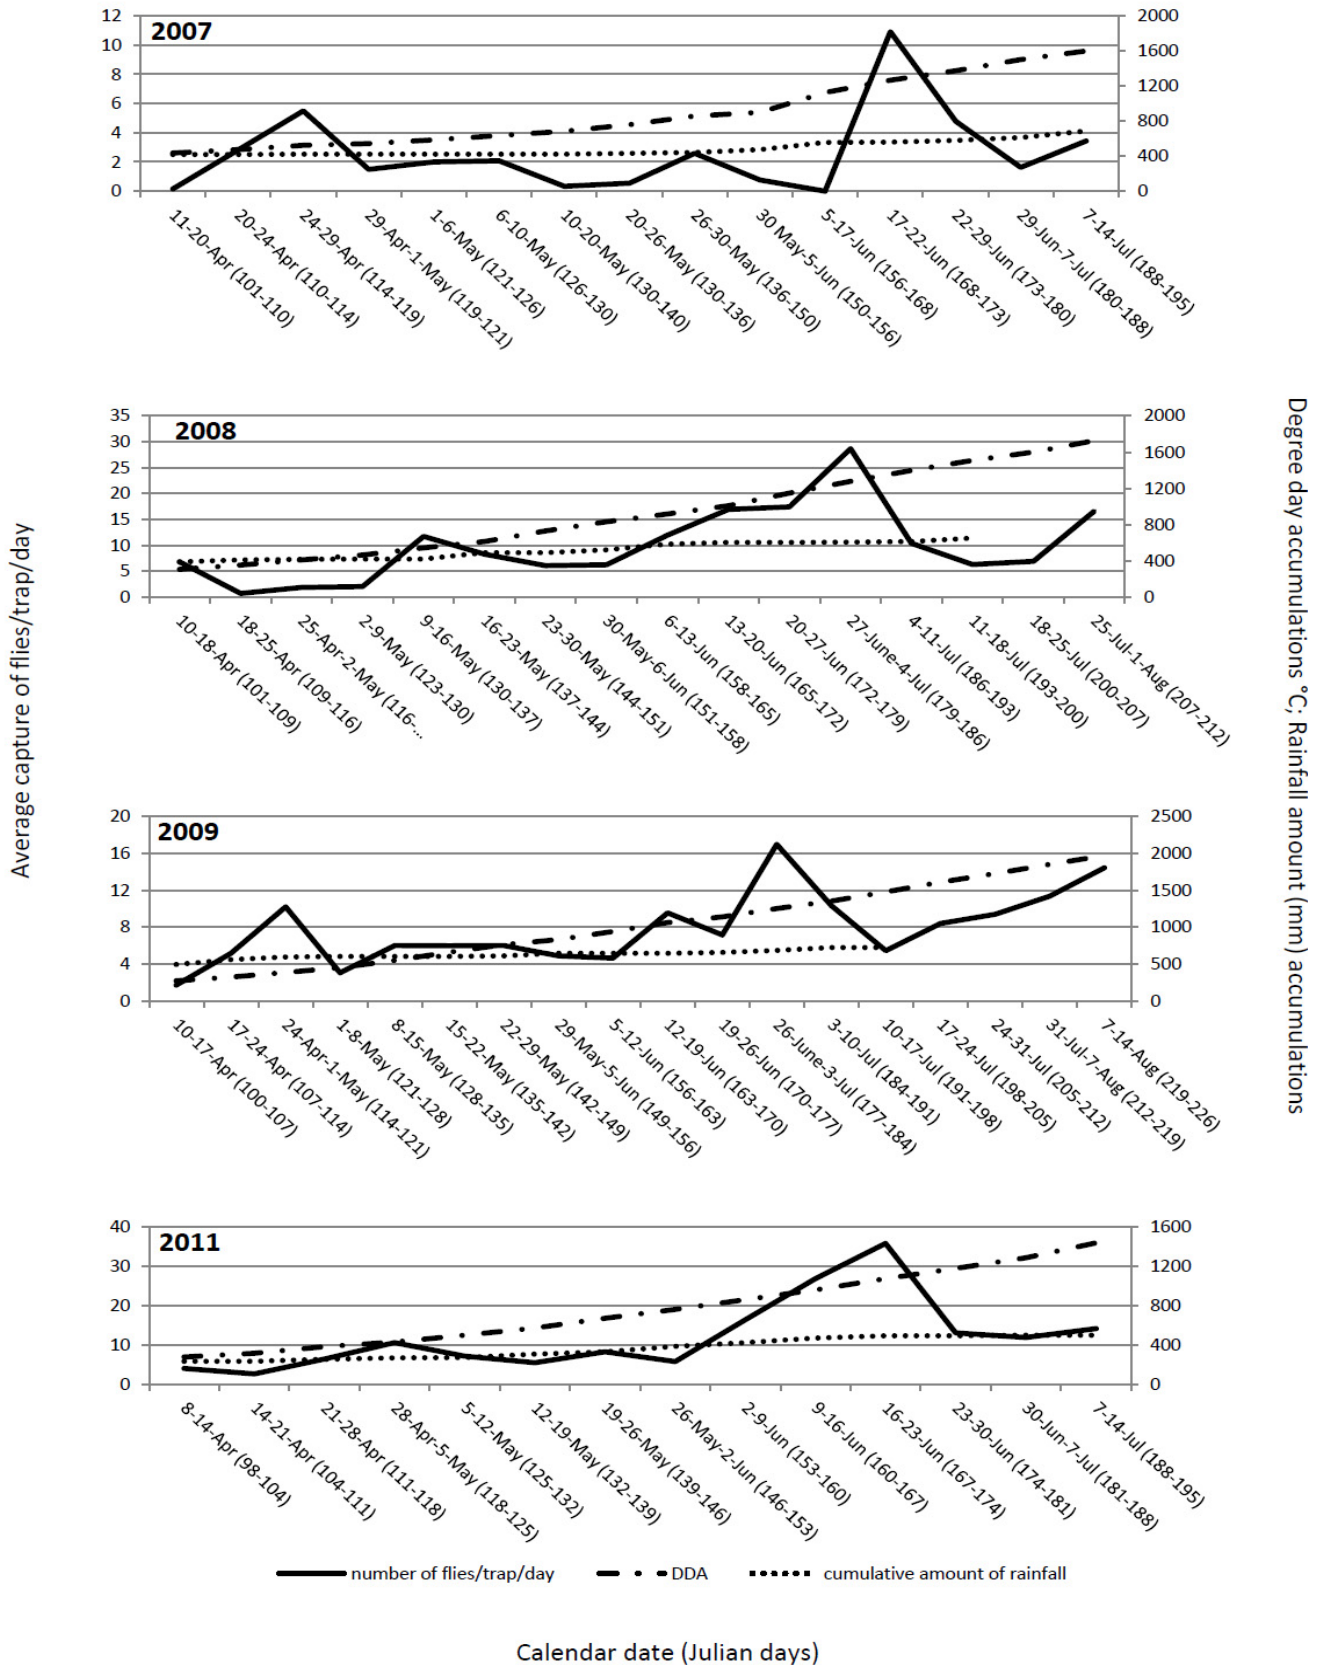 Average capture of flies/trap/day
Degree day accumulations °C; Rainfall amount (mm) accumulations
2007
12
10
8
6
4
2
0
2000
1600
1200
800
400
0
11-20-Apr (101-110)
20-24-Apr (110-114)
24-29-Apr (114-119)
29-Apr-1-May (119-121)
1-6-May (121-126)
6-10-May (126-130)
10-20-May (130-140)
20-26-May (130-136)
26-30-May (136-150)
30 May-5-Jun (150-156)
5-17-Jun (156-168)
17-22-Jun (168-173)
22-29-Jun (173-180)
29-Jun-7-Jul (180-188)
7-14-Jul (188-195)
2008
35
30
25
20
15
10
5
0
2000
1600
1200
800
400
0
10-18-Apr (101-109)
18-25-Apr (109-116)
25-Apr-2-May (116-...
2-9-May (123-130)
9-16-May (130-137)
16-23-May (137-144)
23-30-May (144-151)
30-May-6-Jun (151-158)
6-13-Jun (158-165)
13-20-Jun (165-172)
20-27-Jun (172-179)
27-June-4-Jul (179-186)
4-11-Jul (186-193)
11-18-Jul (193-200)
18-25-Jul (200-207)
25-Jul-1-Aug (207-212)
2009
20
16
12
8
4
0
2500
2000
1500
1000
500
0
10-17-Apr (100-107)
17-24-Apr (107-114)
24-Apr-1-May (114-121)
1-8-May (121-128)
8-15-May (128-135)
15-22-May (135-142)
22-29-May (142-149)
29-May-5-Jun (149-156)
5-12-Jun (156-163)
12-19-Jun (163-170)
19-26-Jun (170-177)
26-June-3-Jul (177-184)
3-10-Jul (184-191)
10-17-Jul (191-198)
17-24-Jul (198-205)
24-31-Jul (205-212)
31-Jul-7-Aug (212-219)
7-14-Aug (219-226)
2011
40
30
20
10
0
1600
1200
800
400
0
8-14-Apr (98-104)
14-21-Apr (104-111)
21-28-Apr (111-118)
28-Apr-5-May (118-125)
5-12-May (125-132)
12-19-May (132-139)
19-26-May (139-146)
26-May-2-Jun (146-153)
2-9-Jun (153-160)
9-16-Jun (160-167)
16-23-Jun (167-174)
23-30-Jun (174-181)
30-Jun-7-Jul (181-188)
7-14-Jul (188-195)
number of flies/trap/day
DDA
cumulative amount of rainfall
Calendar date (Julian days)